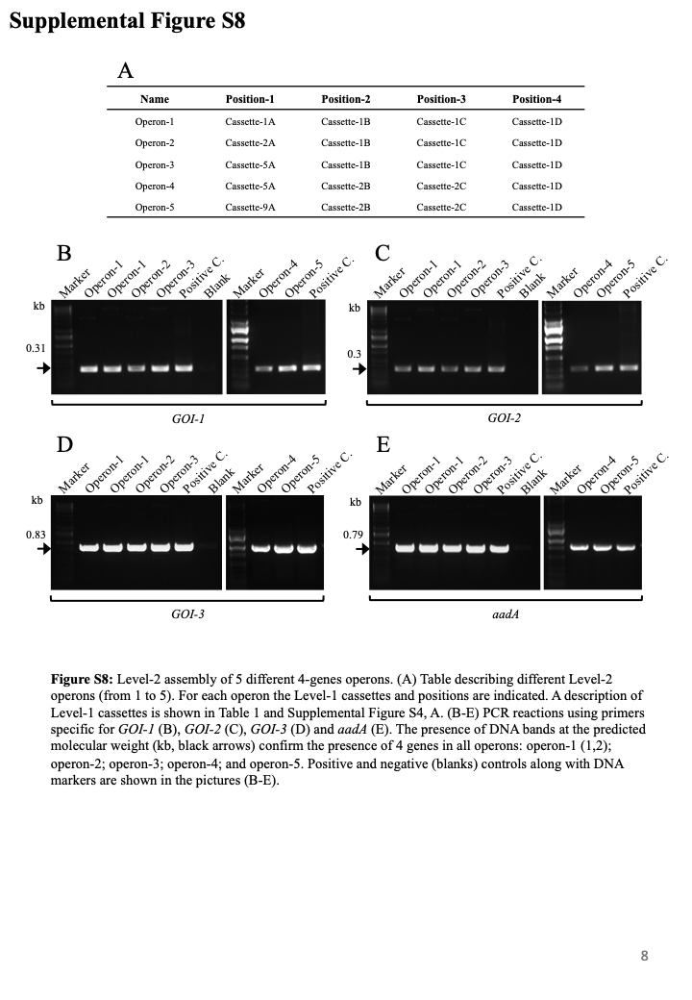 Supplemental Figure S8
A
Name Position-1 Position-2 Position-3 Position-4
Operon-1 Cassette-1A Cassette-1B Cassette-1C Cassette-1D
Operon-2 Cassette-2A Cassette-1B Cassette-1C Cassette-1D
Operon-3 Cassette-5A Cassette-1B Cassette-1C Cassette-1D
Operon-4 Cassette-5A Cassette-2B Cassette-2C Cassette-1D
Operon-5 Cassette-9A Cassette-2B Cassette-2C Cassette-1D
B
Marker Operon-1 Operon-1 Operon-2 Operon-3 Positive C. Blank Marker Operon-4 Operon-5 Positive C.
kb
0.31
GOI-1
C
Marker Operon-1 Operon-1 Operon-2 Operon-3 Positive C. Blank Marker Operon-4 Operon-5 Positive C.
kb
0.3
GOI-2
D
Marker Operon-1 Operon-1 Operon-2 Operon-3 Positive C. Blank Marker Operon-4 Operon-5 Positive C.
kb
0.83
GOI-3
E
Marker Operon-1 Operon-1 Operon-2 Operon-3 Positive C. Blank Marker Operon-4 Operon-5 Positive C.
kb
0.79
aadA
Figure S8: Level-2 assembly of 5 different 4-genes operons. (A) Table describing different Level-2
operons (from 1 to 5). For each operon the Level-1 cassettes and positions are indicated. A description of
Level-1 cassettes is shown in Table 1 and Supplemental Figure S4, A. (B-E) PCR reactions using primers
specific for GOI-1 (B), GOI-2 (C), GOI-3 (D) and aadA (E). The presence of DNA bands at the predicted
molecular weight (kb, black arrows) confirm the presence of 4 genes in all operons: operon-1 (1,2);
operon-2; operon-3; operon-4; and operon-5. Positive and negative (blanks) controls along with DNA
markers are shown in the pictures (B-E).
8